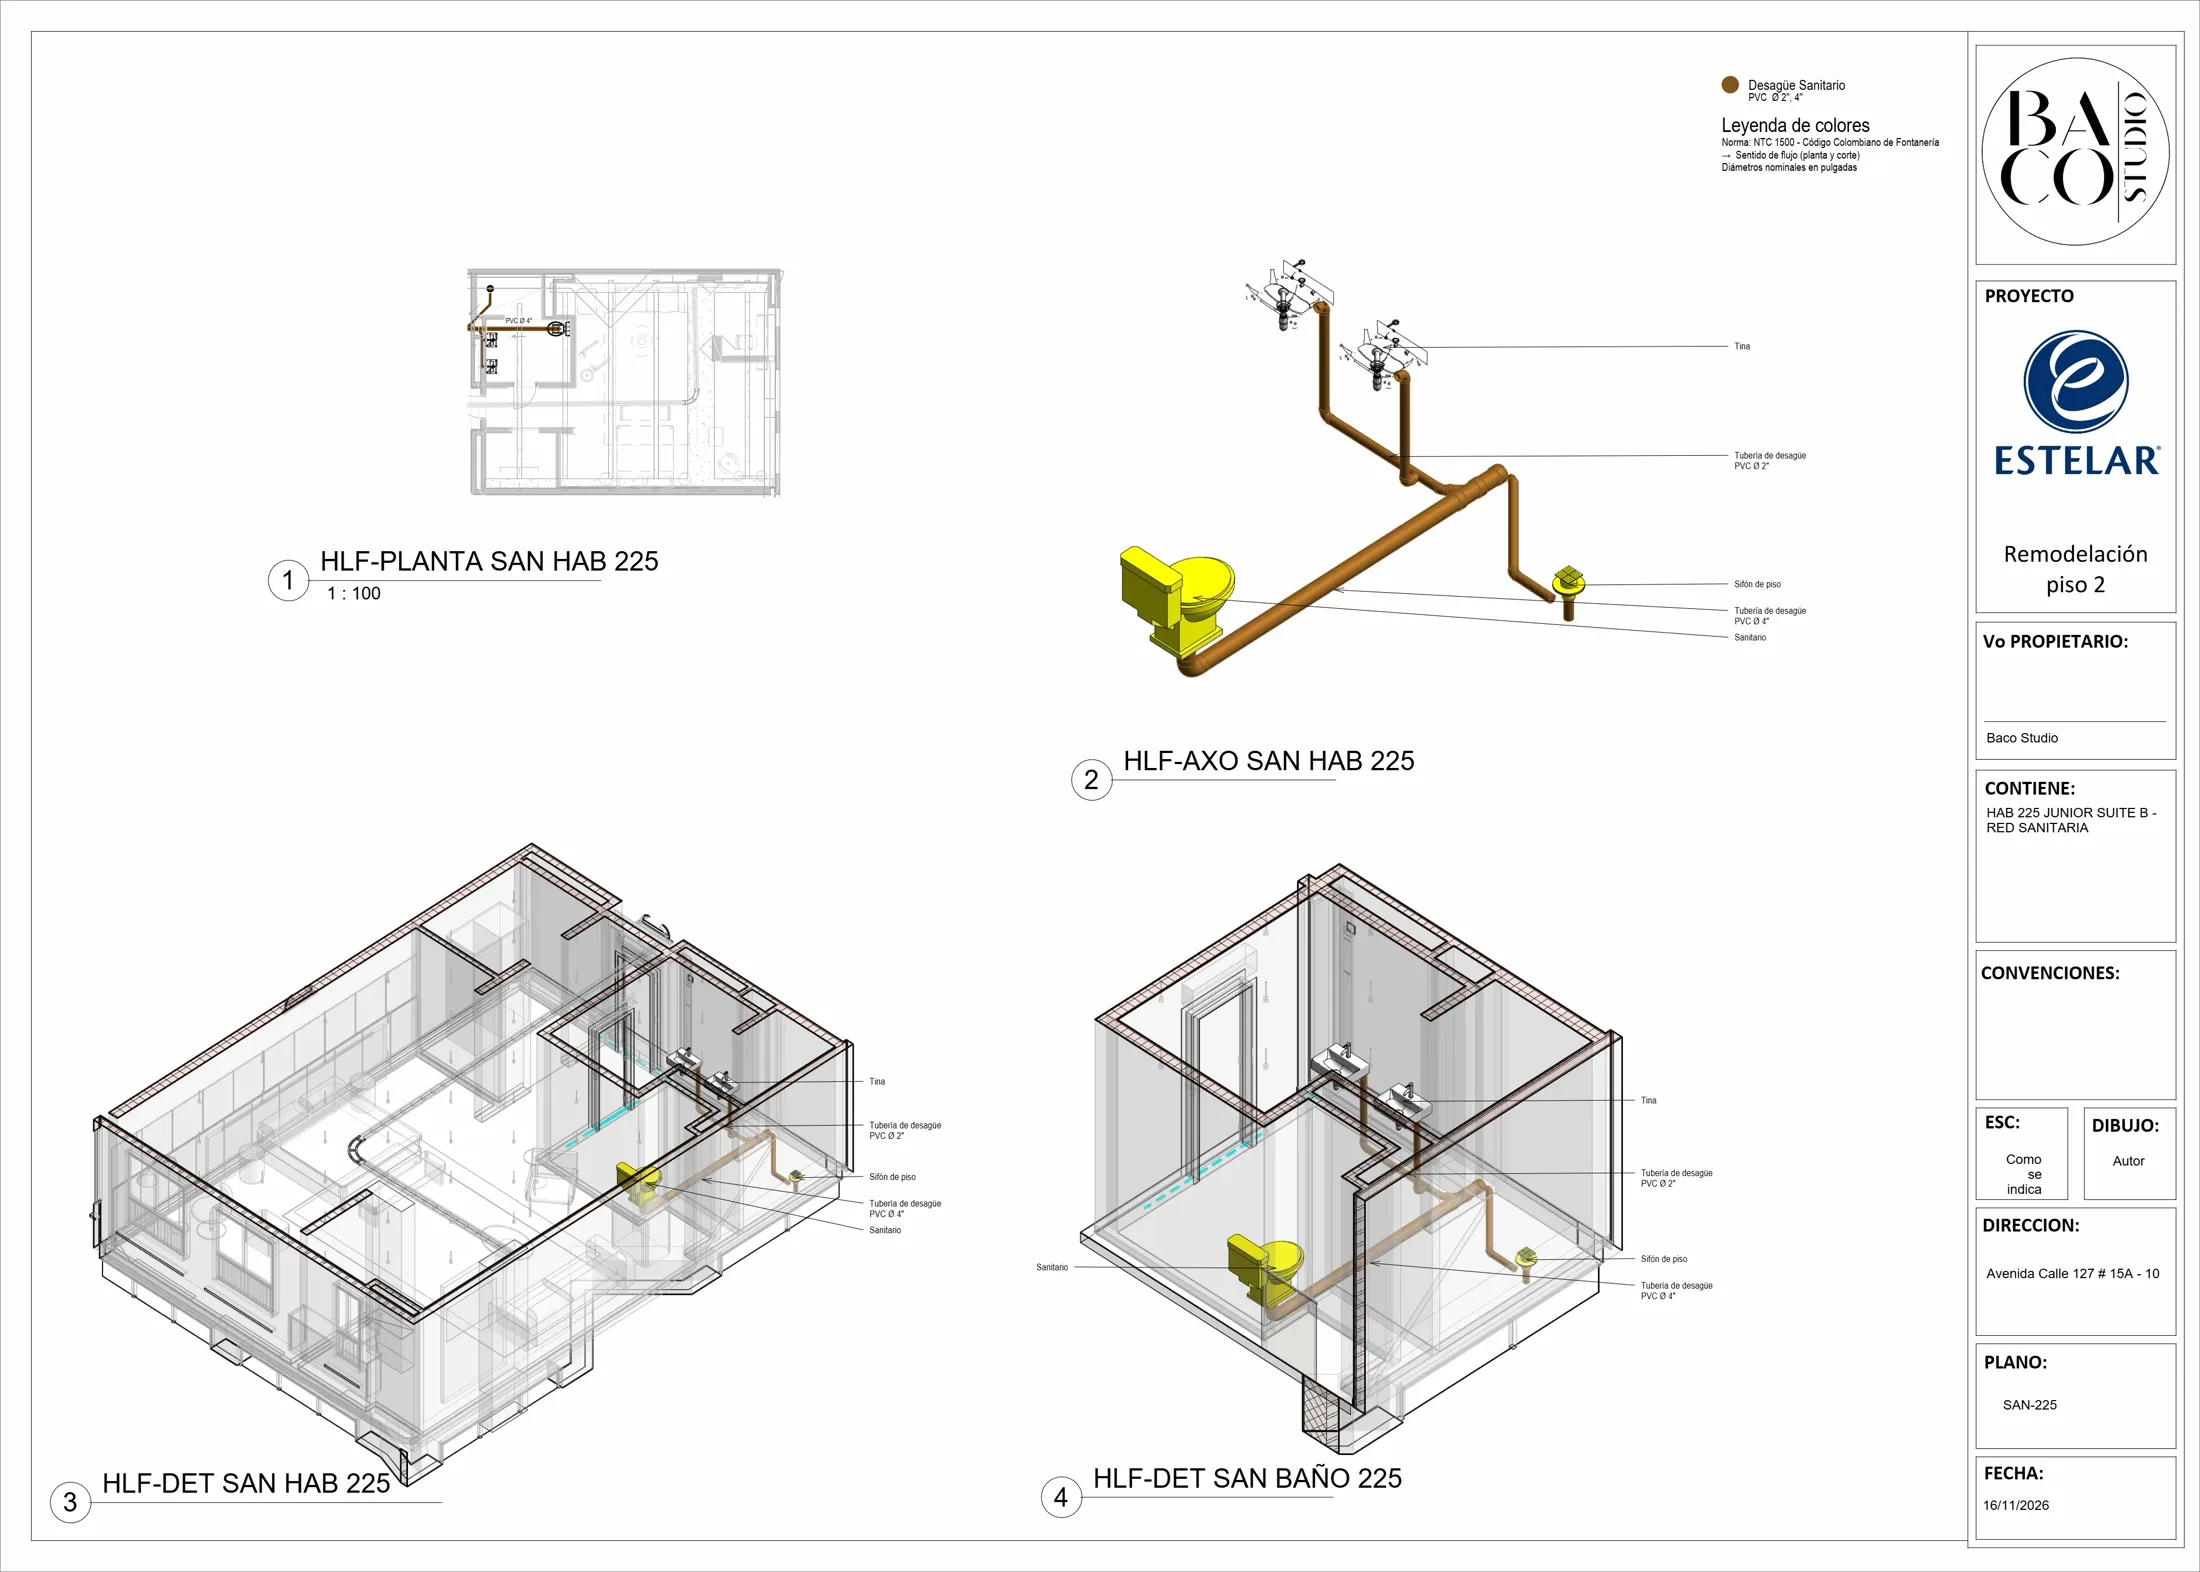 Desagüe Sanitario
PVC Ø 2", 4"
Leyenda de colores
Norma: NTC 1500 - Código Colombiano de Fontanería
→ Sentido de flujo (planta y corte)
Diámetros nominales en pulgadas
PVC Ø 4"
1
HLF-PLANTA SAN HAB 225
1 : 100
Tina
Tubería de desagüe
PVC Ø 2"
Sifón de piso
Tubería de desagüe
PVC Ø 4"
Sanitario
2
HLF-AXO SAN HAB 225
Tina
Tubería de desagüe
PVC Ø 2"
Sifón de piso
Tubería de desagüe
PVC Ø 4"
Sanitario
3
HLF-DET SAN HAB 225
Tina
Tubería de desagüe
PVC Ø 2"
Sanitario
Sifón de piso
Tubería de desagüe
PVC Ø 4"
4
HLF-DET SAN BAÑO 225
BA
CO
STUDIO
PROYECTO
ESTELAR®
Remodelación
piso 2
Vo PROPIETARIO:
Baco Studio
CONTIENE:
HAB 225 JUNIOR SUITE B -
RED SANITARIA
CONVENCIONES:
ESC:
Como
se
indica
DIBUJO:
Autor
DIRECCION:
Avenida Calle 127 # 15A - 10
PLANO:
SAN-225
FECHA:
16/11/2026